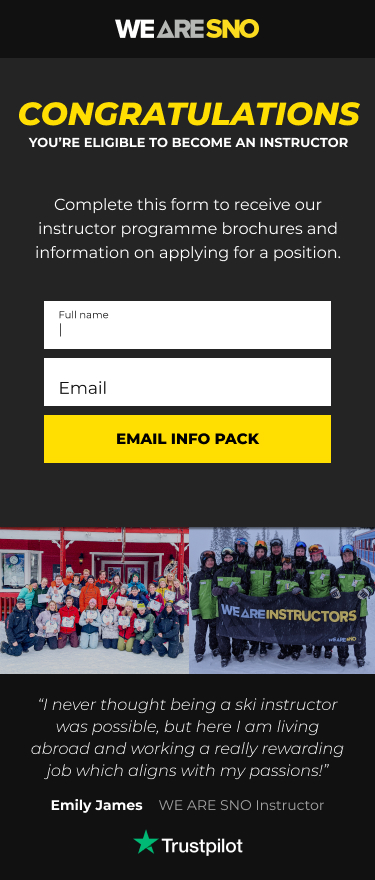 WE ARE SNO
CONGRATULATIONS
YOU’RE ELIGIBLE TO BECOME AN INSTRUCTOR
Complete this form to receive our
instructor programme brochures and
information on applying for a position.
Full name
Email
EMAIL INFO PACK
WE ARE INSTRUCTORS
WE ARE SNO
“I never thought being a ski instructor
was possible, but here I am living
abroad and working a really rewarding
job which aligns with my passions!”
Emily James WE ARE SNO Instructor
Trustpilot